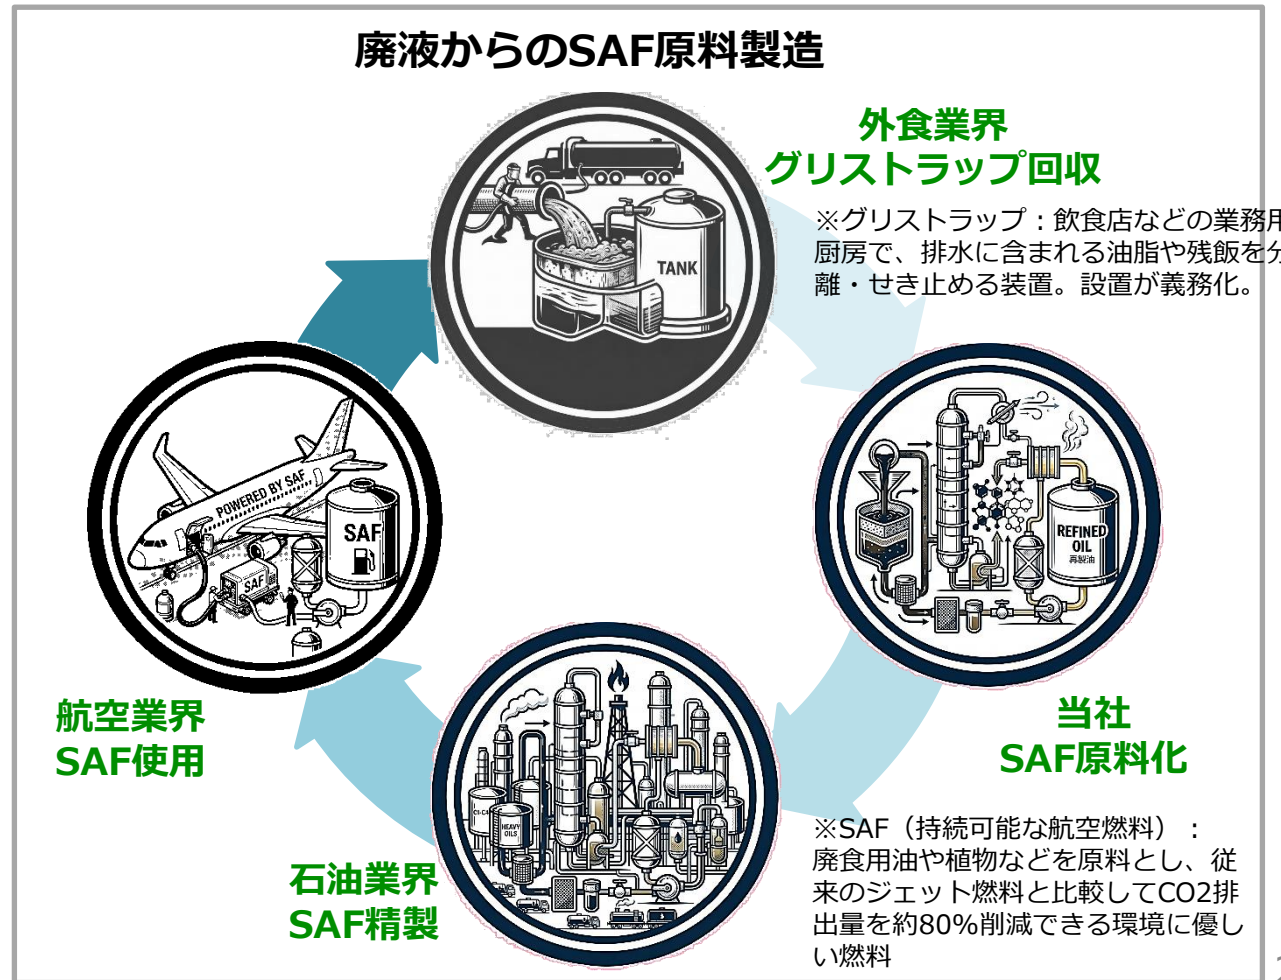 廃液からのSAF原料製造
外食業界
グリストラップ回収
※グリストラップ：飲食店などの業務用
厨房で、排水に含まれる油脂や残飯を分
離・せき止める装置。設置が義務化。
TANK
POWERED BY SAF
SAF
SAF
REFINED
OIL
再製油
当社
SAF原料化
航空業界
SAF使用
HEAVY
OILS
石油業界
SAF精製
※SAF（持続可能な航空燃料）：
廃食用油や植物などを原料とし、従
来のジェット燃料と比較してCO2排
出量を約80%削減できる環境に優し
い燃料